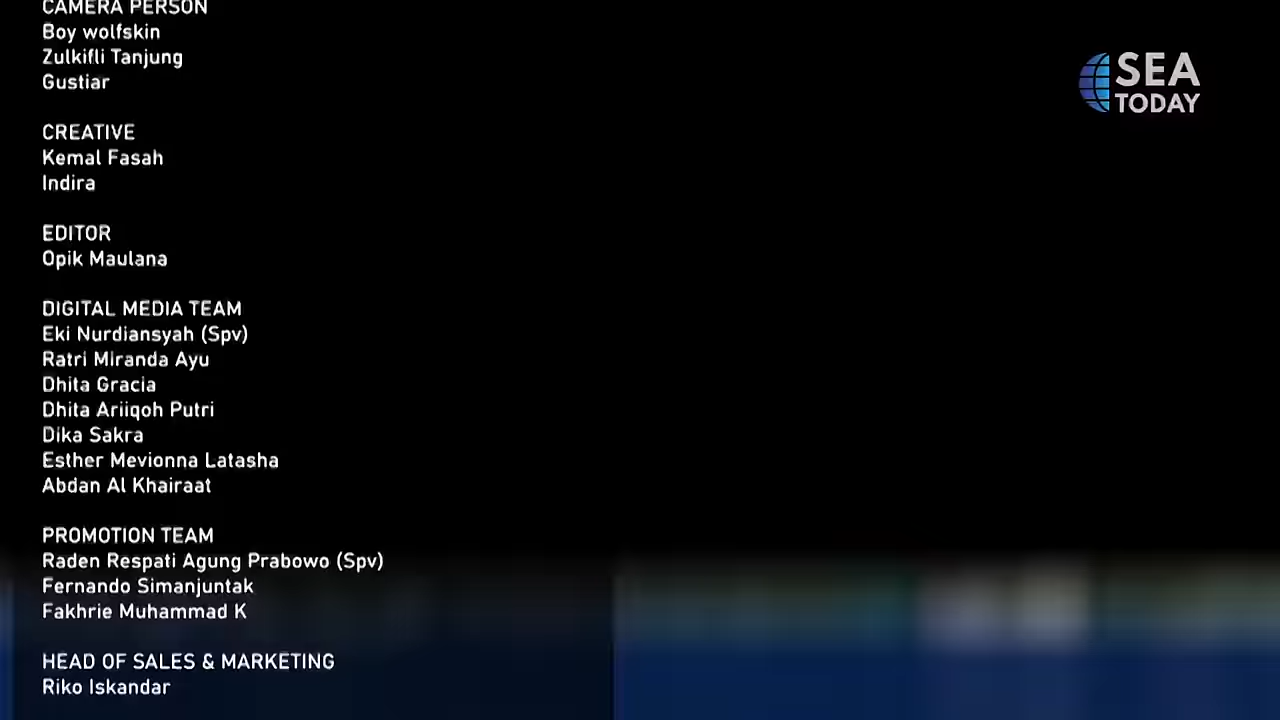 CAMERA PERSON
Boy wolfskin
Zulkifli Tanjung
Gustiar
CREATIVE
Kemal Fasah
Indira
EDITOR
Opik Maulana
DIGITAL MEDIA TEAM
Eki Nurdiansyah (Spv)
Ratri Miranda Ayu
Dhita Gracia
Dhita Ariiqoh Putri
Dika Sakra
Esther Mevionna Latasha
Abdan Al Khairaat
PROMOTION TEAM
Raden Respati Agung Prabowo (Spv)
Fernando Simanjuntak
Fakhrie Muhammad K
HEAD OF SALES & MARKETING
Riko Iskandar
SEA
TODAY